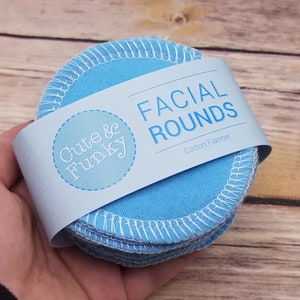 Cute &
Funky
FACIAL
ROUNDS
Cotton Flannel